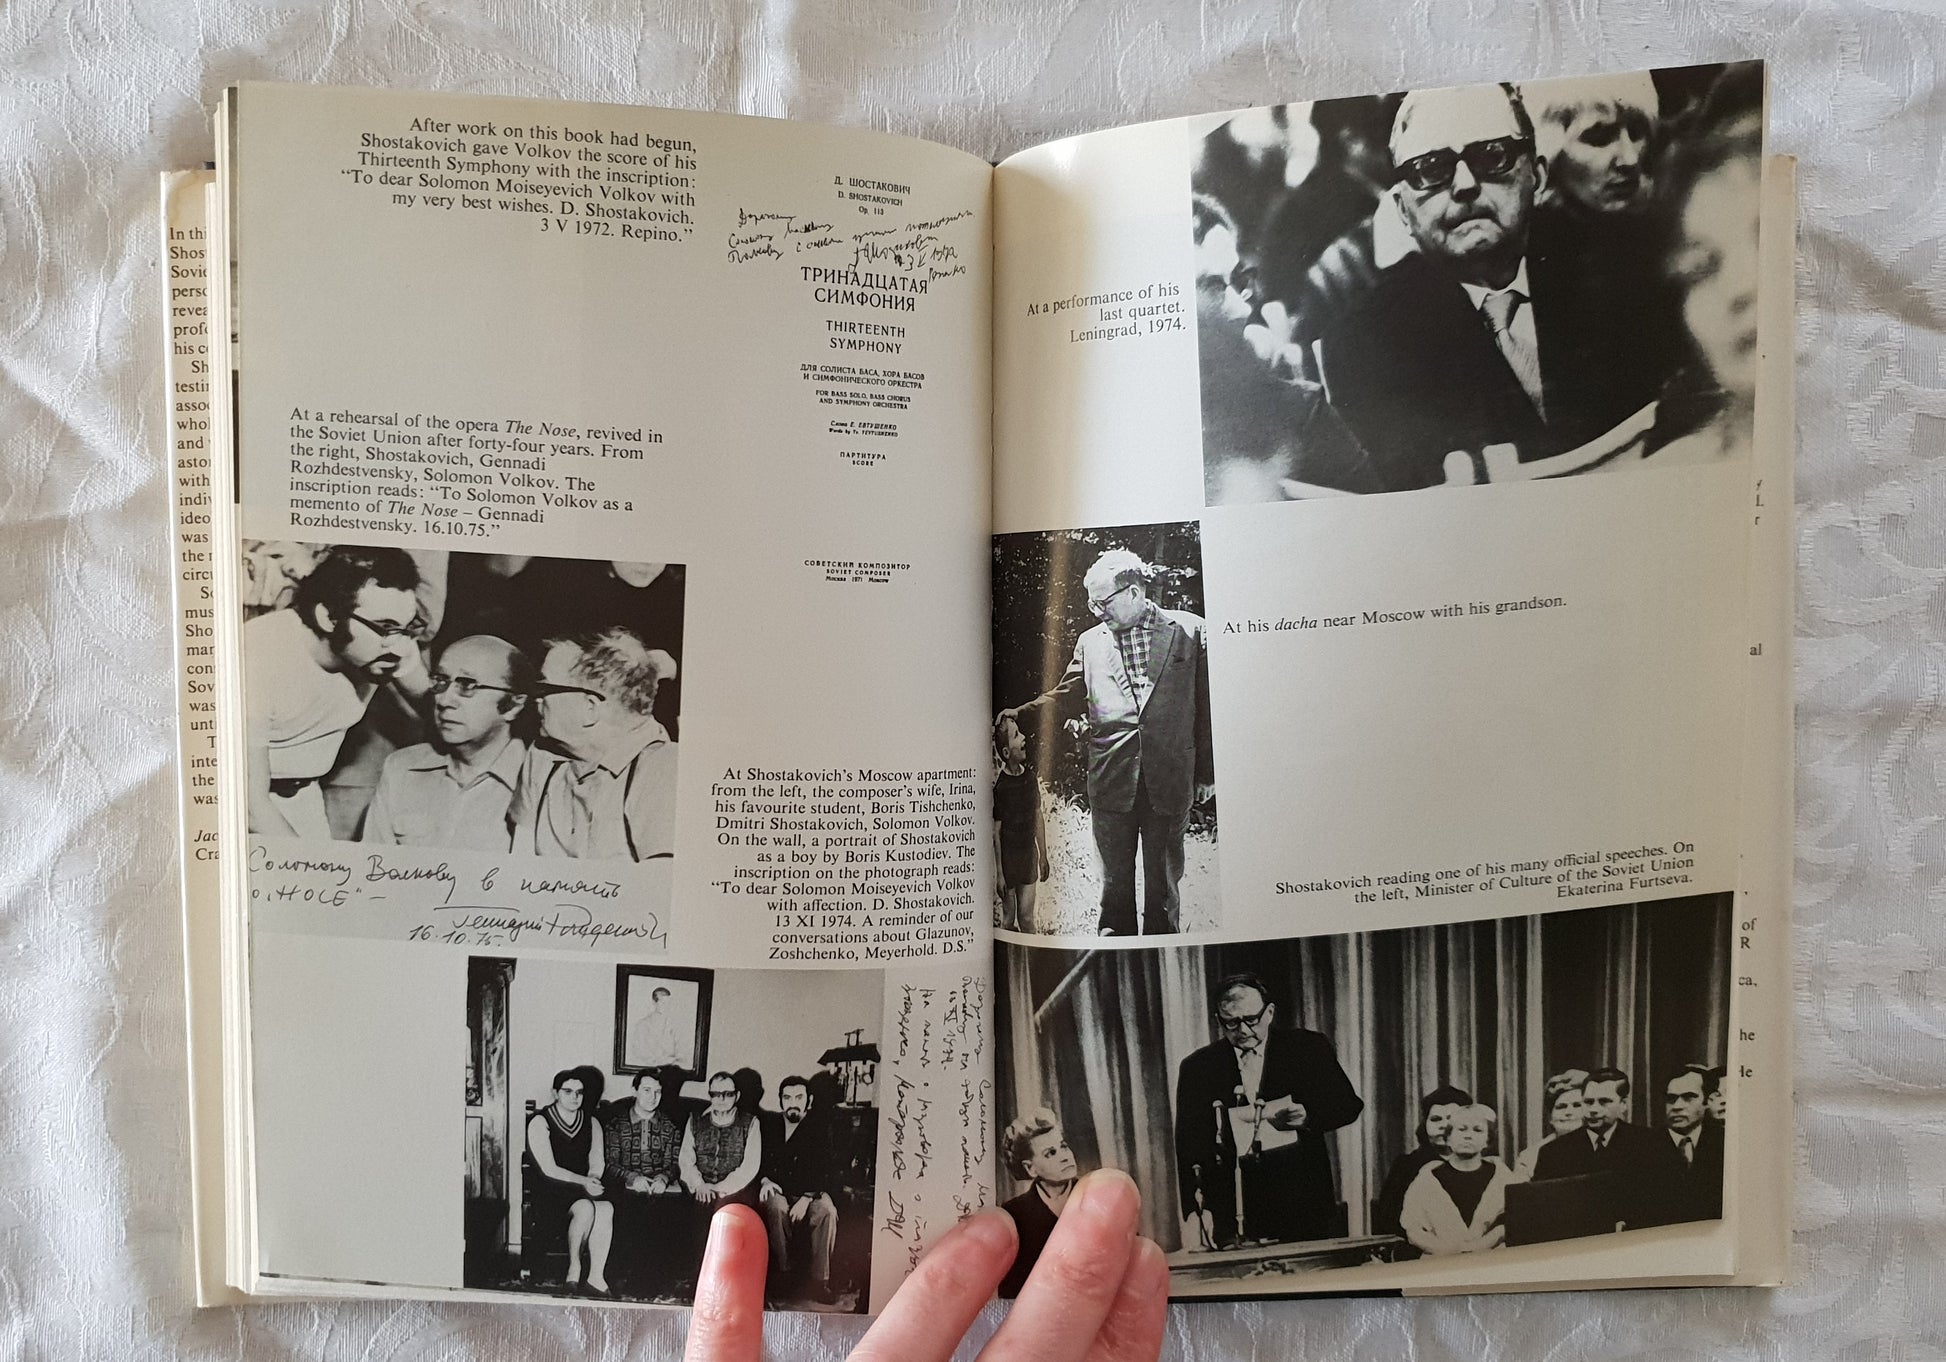 After work on this book had begun,
Shostakovich gave Volkov the score of his
Thirteenth Symphony with the inscription:
“To dear Solomon Moiseyevich Volkov with
my very best wishes. D. Shostakovich.
3 V 1972. Repino.”
Д. ШОСТАКОВИЧ
D. SHOSTAKOVICH
Op. 113
ТРИНАДЦАТАЯ
СИМФОНИЯ
THIRTEENTH
SYMPHONY
ДЛЯ СОЛИСТА БАСА, ХОРА БАСОВ
И СИМФОНИЧЕСКОГО ОРКЕСТРА
FOR BASS SOLO, BASS CHORUS
AND SYMPHONY ORCHESTRA
Слова Е. ЕВТУШЕНКО
Words by Ye. YEVTUSHENKO
ПАРТИТУРА
SCORE
СОВЕТСКИЙ КОМПОЗИТОР
SOVIET COMPOSER
Москва 1971 Moscow
At a rehearsal of the opera The Nose, revived in
the Soviet Union after forty-four years. From
the right, Shostakovich, Gennadi
Rozhdestvensky, Solomon Volkov. The
inscription reads: “To Solomon Volkov as a
memento of The Nose – Gennadi
Rozhdestvensky. 16.10.75.”
Соломону Волкову в память
о „НОСЕ“ –
16.10.75.
At Shostakovich’s Moscow apartment:
from the left, the composer’s wife, Irina,
his favourite student, Boris Tishchenko,
Dmitri Shostakovich, Solomon Volkov.
On the wall, a portrait of Shostakovich
as a boy by Boris Kustodiev. The
inscription on the photograph reads:
“To dear Solomon Moiseyevich Volkov
with affection. D. Shostakovich.
13 XI 1974. A reminder of our
conversations about Glazunov,
Zoshchenko, Meyerhold. D.S.”
At a performance of his
last quartet.
Leningrad, 1974.
At his dacha near Moscow with his grandson.
Shostakovich reading one of his many official speeches. On
the left, Minister of Culture of the Soviet Union
Ekaterina Furtseva.